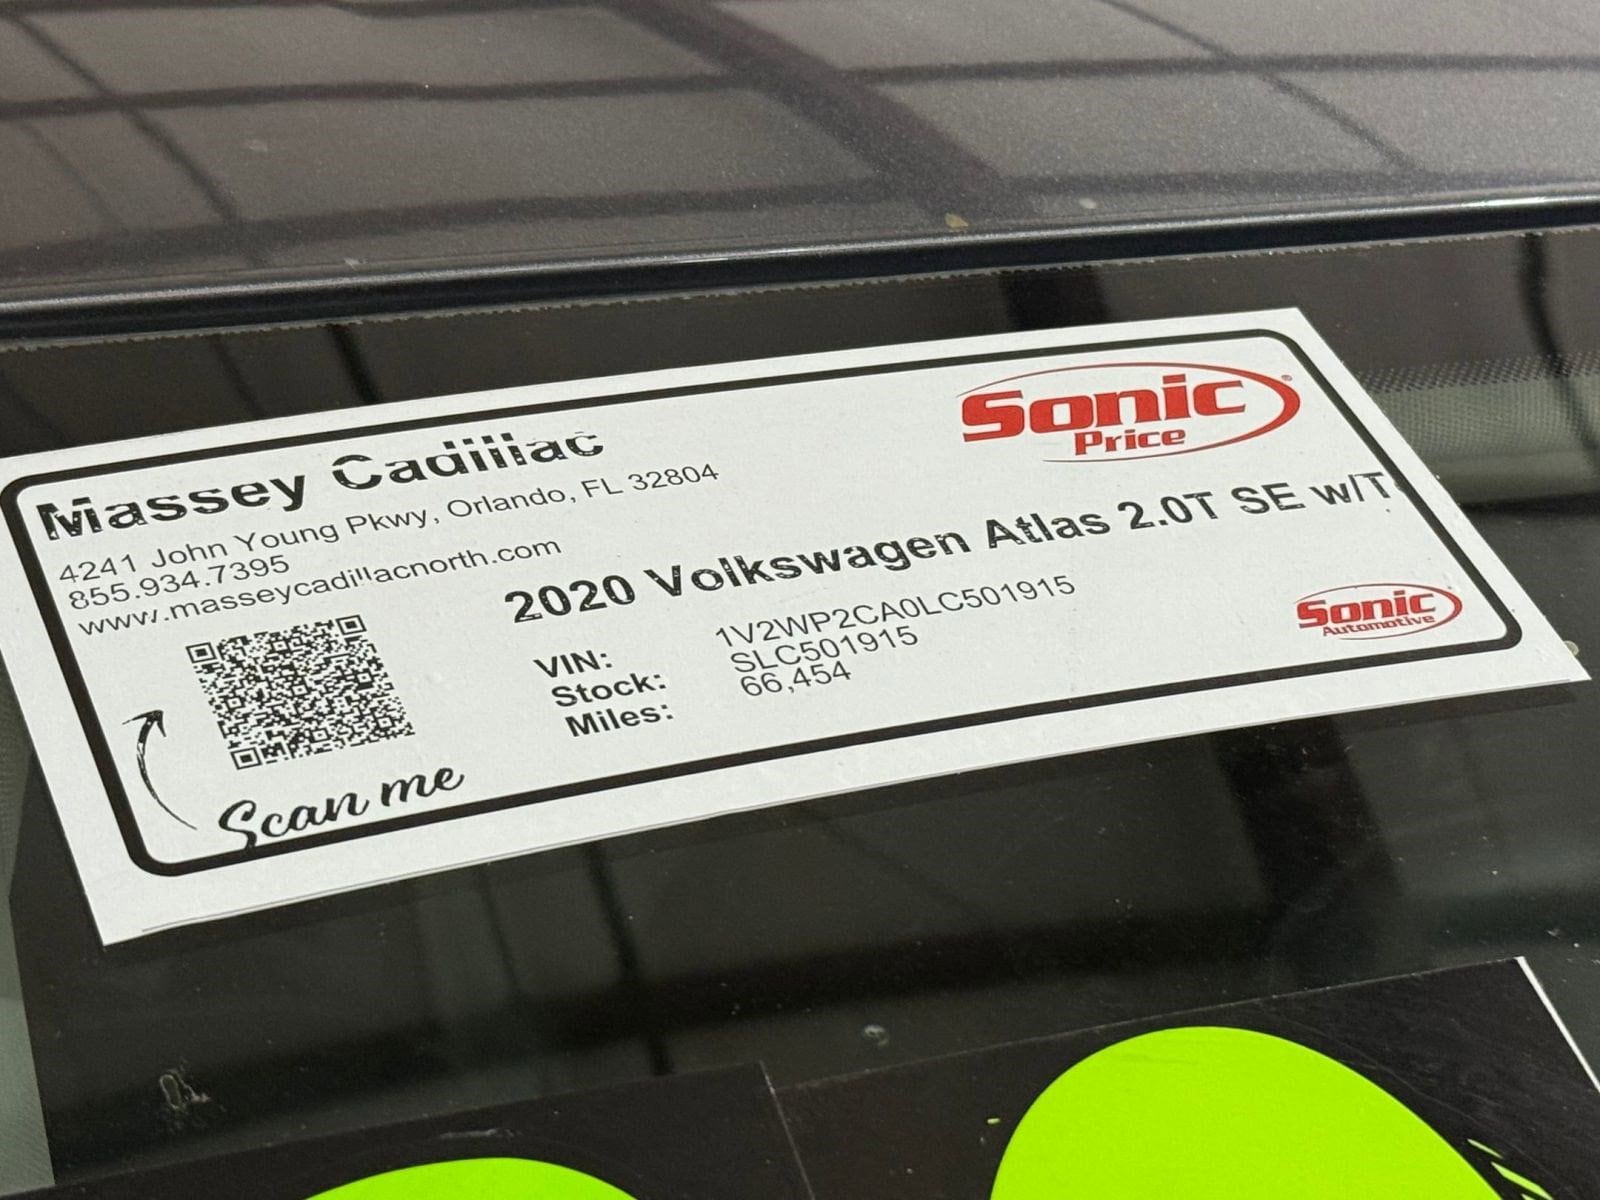 Massey Cadillac
4241 John Young Pkwy, Orlando, FL 32804
855.934.7395
www.masseycadillacnorth.com
Sonic®
Price
2020 Volkswagen Atlas 2.0T SE w/T
VIN: 1V2WP2CA0LC501915
Stock: SLC501915
Miles: 66,454
Sonic
Automotive
Scan me